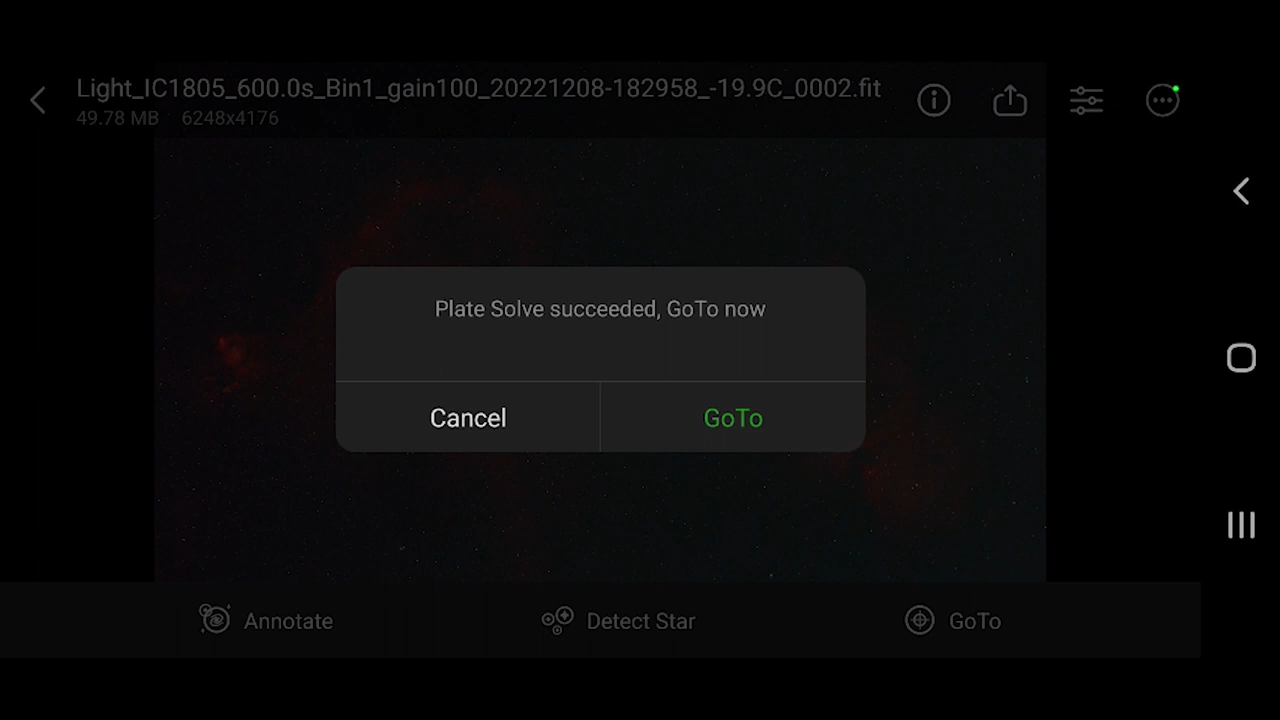 Light_IC1805_600.0s_Bin1_gain100_20221208-182958_-19.9C_0002.fit
49.78 MB 6248x4176
Plate Solve succeeded, GoTo now
Cancel GoTo
Annotate Detect Star GoTo